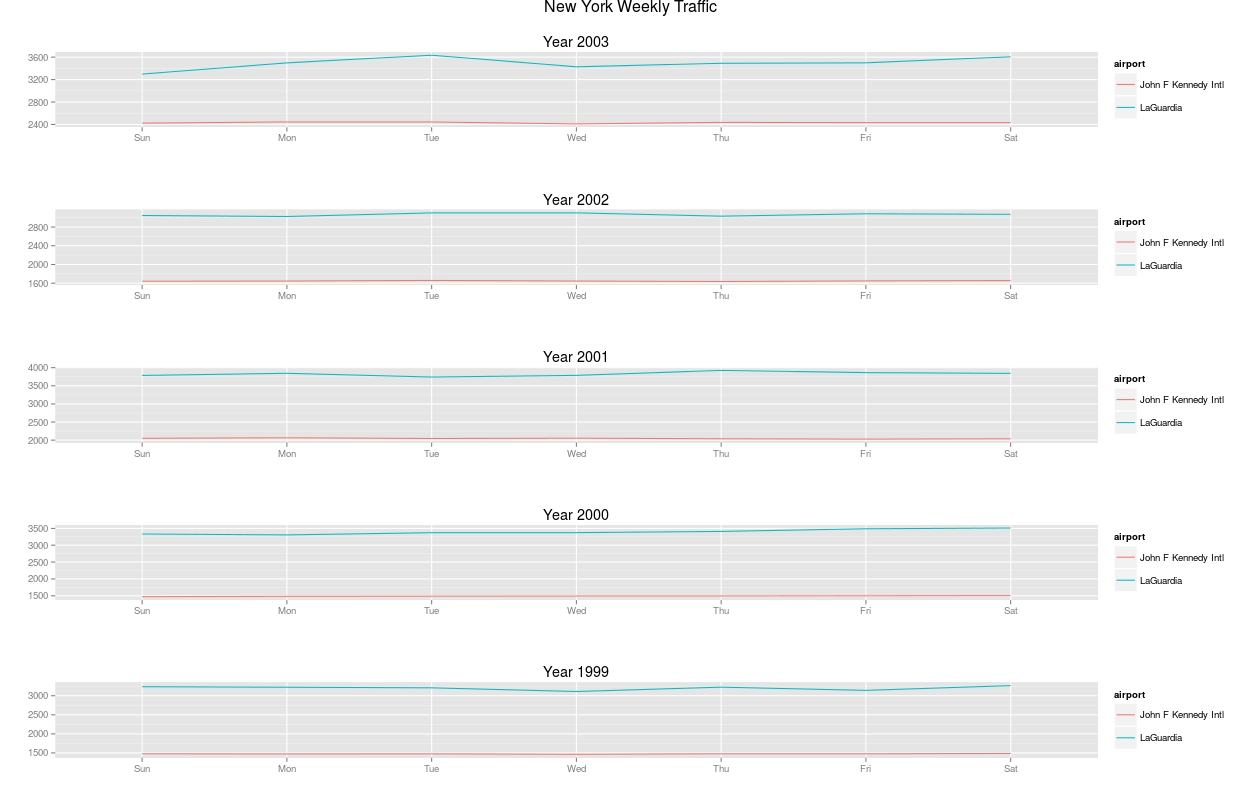 New York Weekly Traffic
Year 2003
3600
3200
2800
2400
Sun Mon Tue Wed Thu Fri Sat
airport
John F Kennedy Intl
LaGuardia
Year 2002
2800
2400
2000
1600
Sun Mon Tue Wed Thu Fri Sat
airport
John F Kennedy Intl
LaGuardia
Year 2001
4000
3500
3000
2500
2000
Sun Mon Tue Wed Thu Fri Sat
airport
John F Kennedy Intl
LaGuardia
Year 2000
3500
3000
2500
2000
1500
Sun Mon Tue Wed Thu Fri Sat
airport
John F Kennedy Intl
LaGuardia
Year 1999
3000
2500
2000
1500
Sun Mon Tue Wed Thu Fri Sat
airport
John F Kennedy Intl
LaGuardia